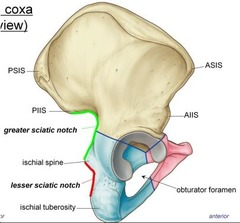 coxa
view)
PSIS
ASIS
PIIS
AIIS
greater sciatic notch
ischial spine
lesser sciatic notch
obturator foramen
ischial tuberosity
or
anterior